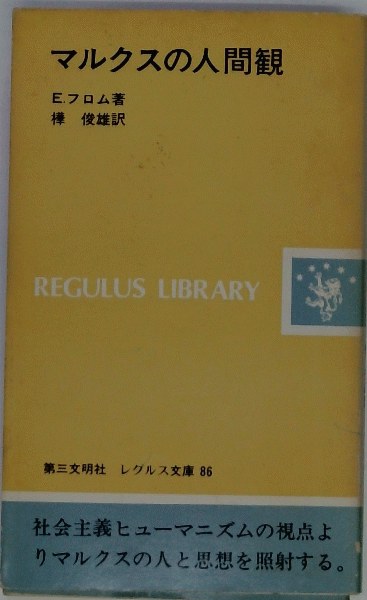 マルクスの人間観
E.フロム著
樺 俊雄訳
REGULUS LIBRARY
第三文明社 レグルス文庫 86
社会主義ヒューマニズムの視点よ
りマルクスの人と思想を照射する。